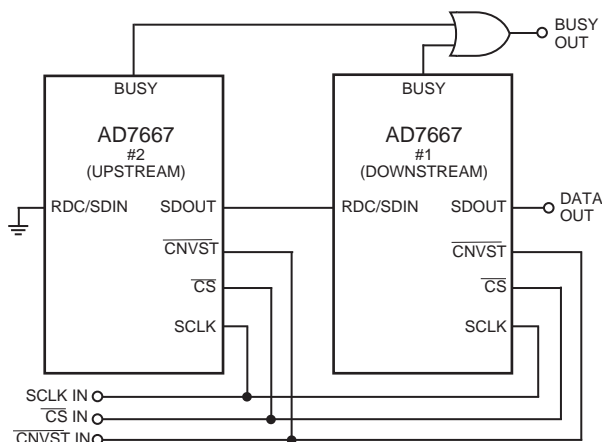 BUSY
OUT
BUSY
BUSY
AD7667
#2
(UPSTREAM)
AD7667
#1
(DOWNSTREAM)
RDC/SDIN
SDOUT
RDC/SDIN
SDOUT
DATA
OUT
CNVST
CNVST
CS
CS
SCLK
SCLK
SCLK IN
CS IN
CNVST IN